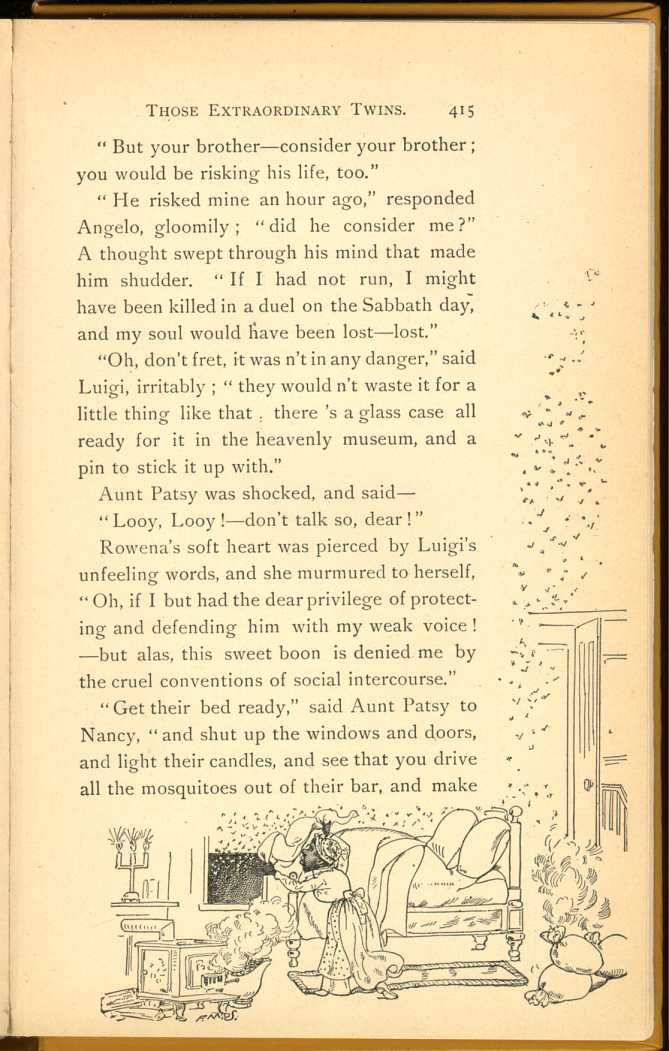 THOSE EXTRAORDINARY TWINS. 415
“ But your brother—consider your brother ;
you would be risking his life, too.”
“ He risked mine an hour ago,” responded
Angelo, gloomily ; “ did he consider me?”
A thought swept through his mind that made
him shudder. “ If I had not run, I might
have been killed in a duel on the Sabbath day,
and my soul would have been lost—lost.”
“Oh, don't fret, it was n't in any danger,” said
Luigi, irritably ; “ they would n't waste it for a
little thing like that . there 's a glass case all
ready for it in the heavenly museum, and a
pin to stick it up with.”
Aunt Patsy was shocked, and said—
“ Looy, Looy !—don't talk so, dear ! ”
Rowena's soft heart was pierced by Luigi's
unfeeling words, and she murmured to herself,
“ Oh, if I but had the dear privilege of protect-
ing and defending him with my weak voice !
—but alas, this sweet boon is denied me by
the cruel conventions of social intercourse.”
“ Get their bed ready,” said Aunt Patsy to
Nancy, “ and shut up the windows and doors,
and light their candles, and see that you drive
all the mosquitoes out of their bar, and make